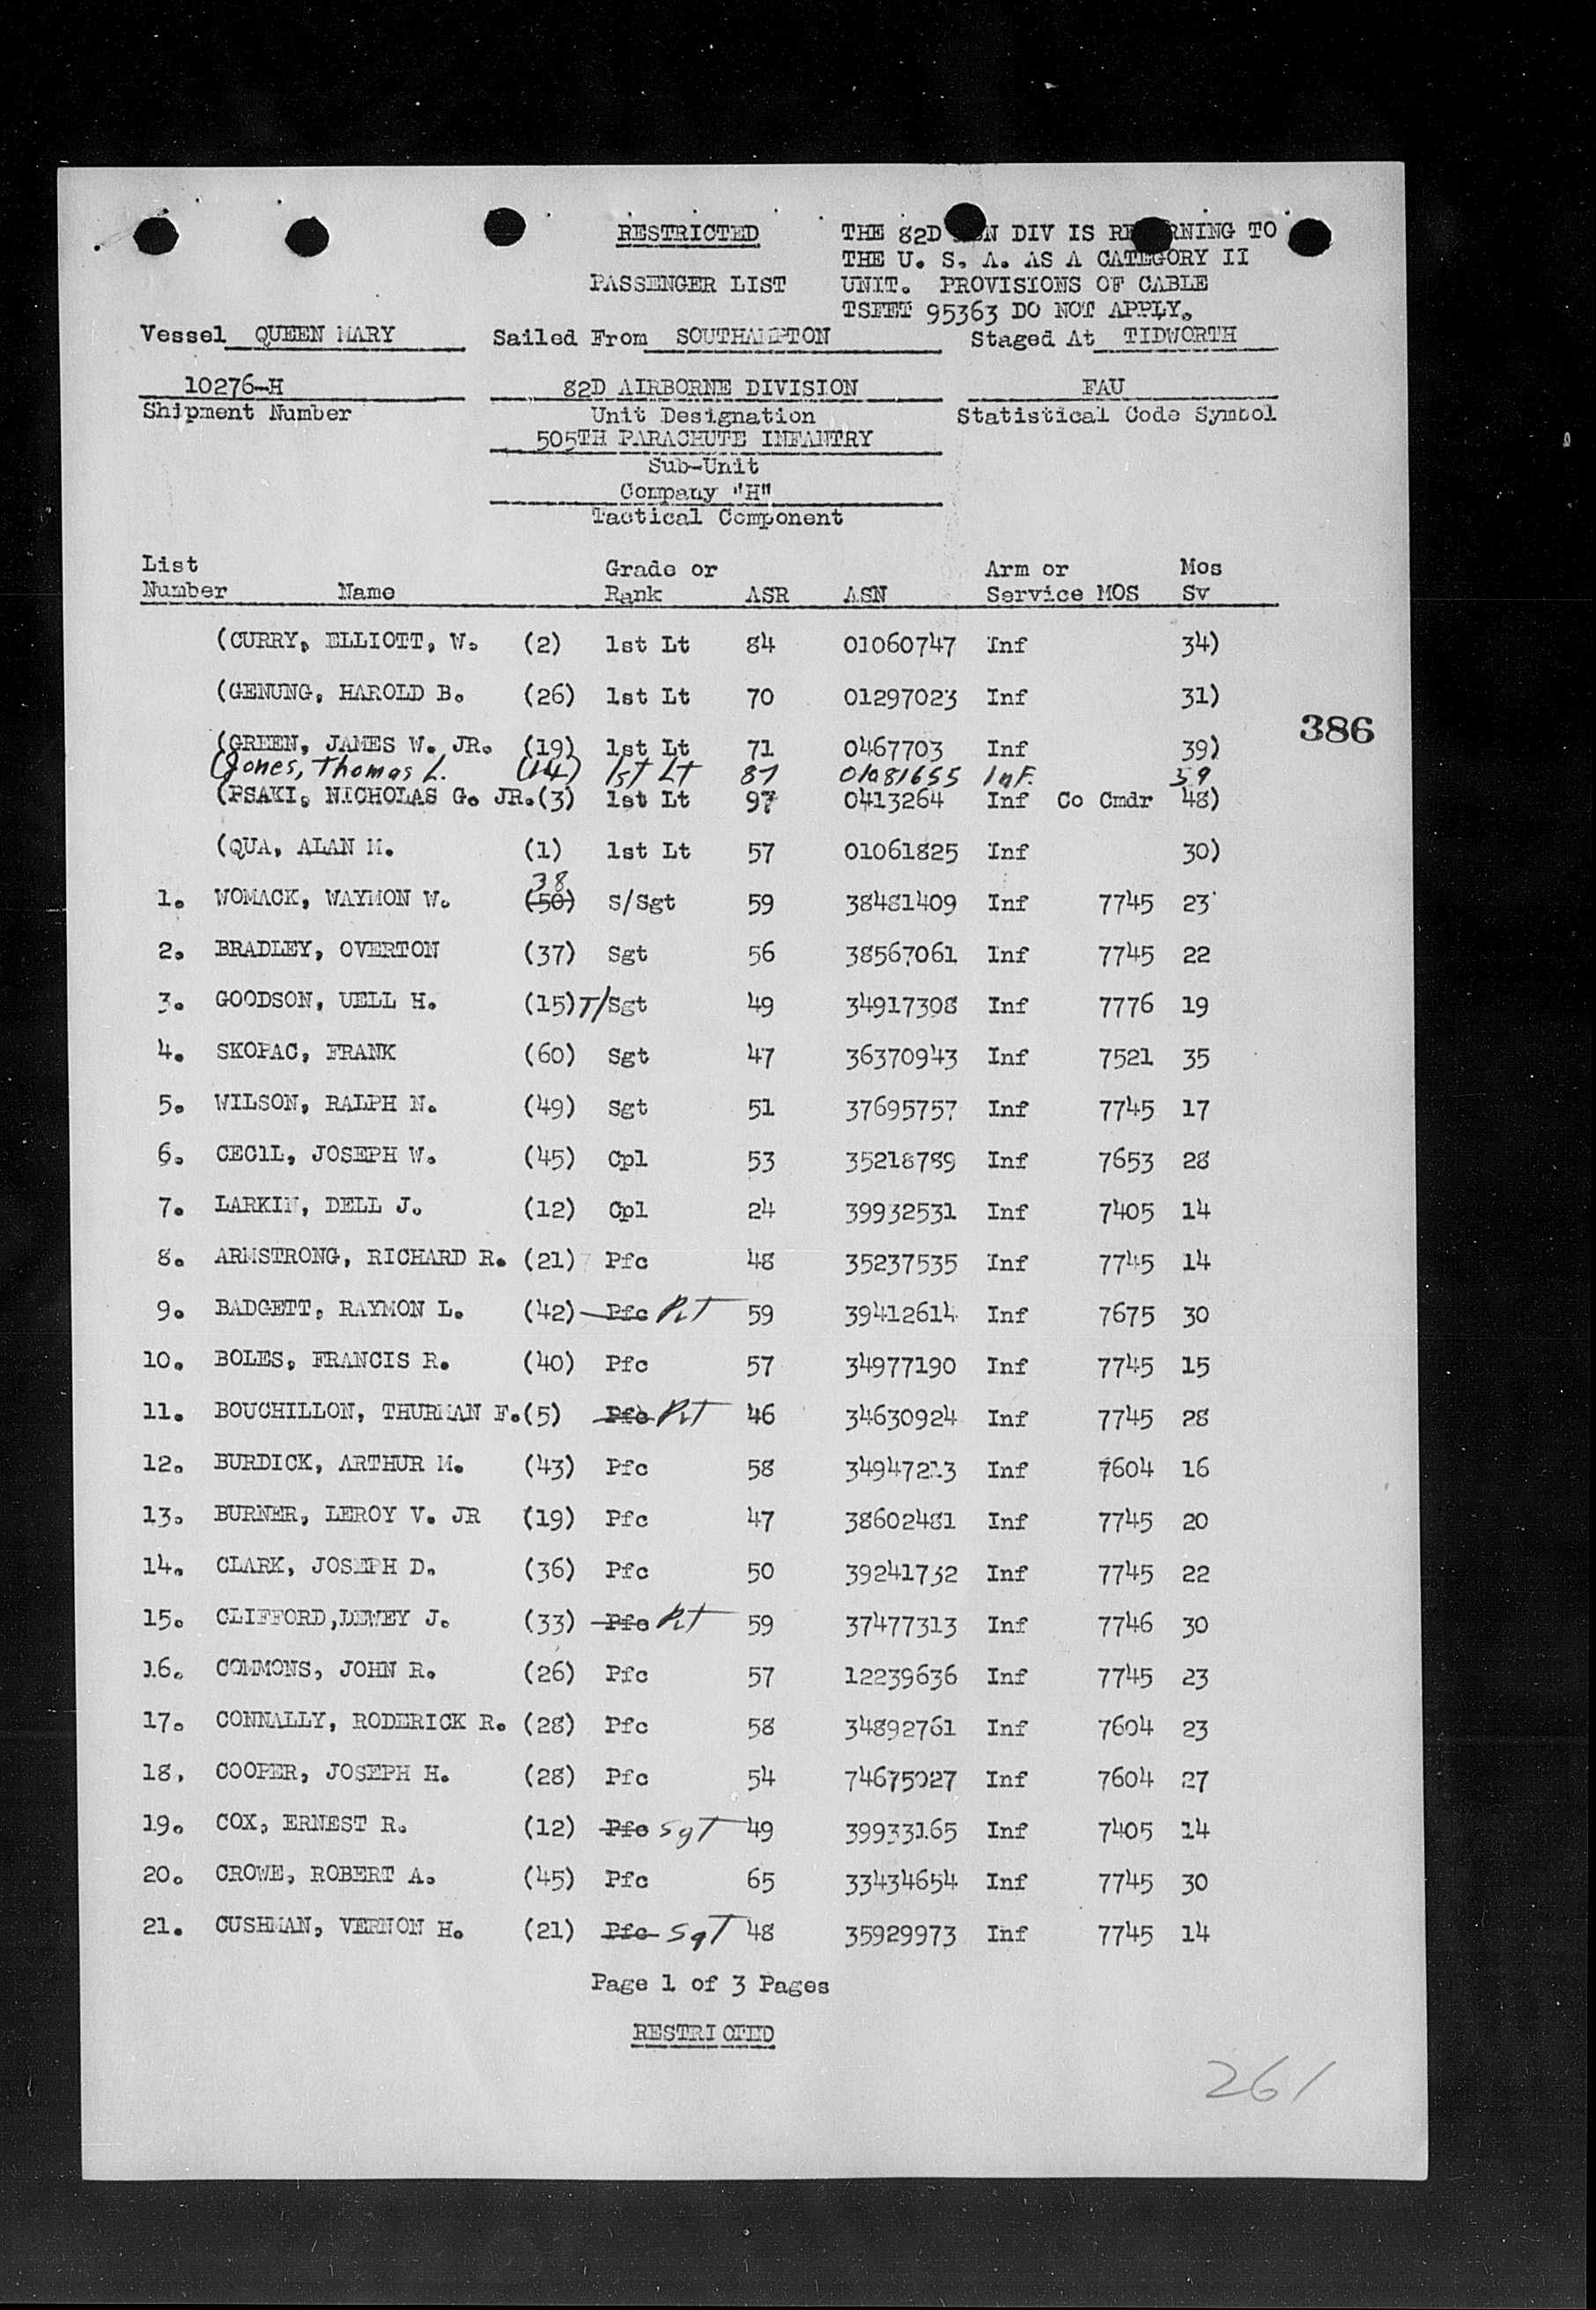 RESTRICTED THE 82D N DIV IS RE RNING TO
THE U. S. A. AS A CATEGORY II
PASSENGER LIST UNIT. PROVISIONS OF CABLE
TSFET 95363 DO NOT APPLY.
Vessel QUEEN MARY Sailed From SOUTHAMPTON Staged At TIDWORTH
10276-H 82D AIRBORNE DIVISION FAU
Shipment Number Unit Designation Statistical Code Symbol
505TH PARACHUTE INFANTRY
Sub-Unit
Company "H"
Tactical Component
List Grade or Arm or Mos
Number Name Rank ASR ASN Service MOS Sv
(CURRY, ELLIOTT, W. (2) 1st Lt 84 01060747 Inf 34)
(GENUNG, HAROLD B. (26) 1st Lt 70 01297023 Inf 31)
386
(GREEN, JAMES W. JR. (19) 1st Lt 71 0467703 Inf 39)
(Jones, Thomas L. (14) 1st Lt 81 01081655 Inf. 59
(PSAKI, NICHOLAS G. JR.(3) 1st Lt 97 0413264 Inf Co Cmdr 48)
(QUA, ALAN M. (1) 1st Lt 57 01061825 Inf 30)
38
1. WOMACK, WAYMON W. (50) S/Sgt 59 38481409 Inf 7745 23
2. BRADLEY, OVERTON (37) Sgt 56 38567061 Inf 7745 22
3. GOODSON, UELL H. (15) T/Sgt 49 34917308 Inf 7776 19
4. SKOPAC, FRANK (60) Sgt 47 36370943 Inf 7521 35
5. WILSON, RALPH N. (49) Sgt 51 37695757 Inf 7745 17
6. CEC1L, JOSEPH W. (45) Cpl 53 35218789 Inf 7653 28
7. LARKIN, DELL J. (12) Cpl 24 39932531 Inf 7405 14
8. ARMSTRONG, RICHARD R. (21) Pfc 48 35237535 Inf 7745 14
9. BADGETT, RAYMON L. (42) Pfc Pvt 59 39412614 Inf 7675 30
10. BOLES, FRANCIS R. (40) Pfc 57 34977190 Inf 7745 15
11. BOUCHILLON, THURMAN F.(5) Pfc Pvt 46 34630924 Inf 7745 28
12. BURDICK, ARTHUR M. (43) Pfc 58 34947213 Inf 7604 16
13. BURNER, LEROY V. JR (19) Pfc 47 38602481 Inf 7745 20
14. CLARK, JOSEPH D. (36) Pfc 50 39241732 Inf 7745 22
15. CLIFFORD,DEWEY J. (33) Pfc Pvt 59 37477313 Inf 7746 30
16. COMMONS, JOHN R. (26) Pfc 57 12239636 Inf 7745 23
17. CONNALLY, RODERICK R. (28) Pfc 58 34892761 Inf 7604 23
18. COOPER, JOSEPH H. (28) Pfc 54 74675027 Inf 7604 27
19. COX, ERNEST R. (12) Pfc Sgt 49 39933165 Inf 7405 14
20. CROWE, ROBERT A. (45) Pfc 65 33434654 Inf 7745 30
21. CUSHMAN, VERNON H. (21) Pfc Sgt 48 35929973 Inf 7745 14
Page 1 of 3 Pages
RESTRICTED
261